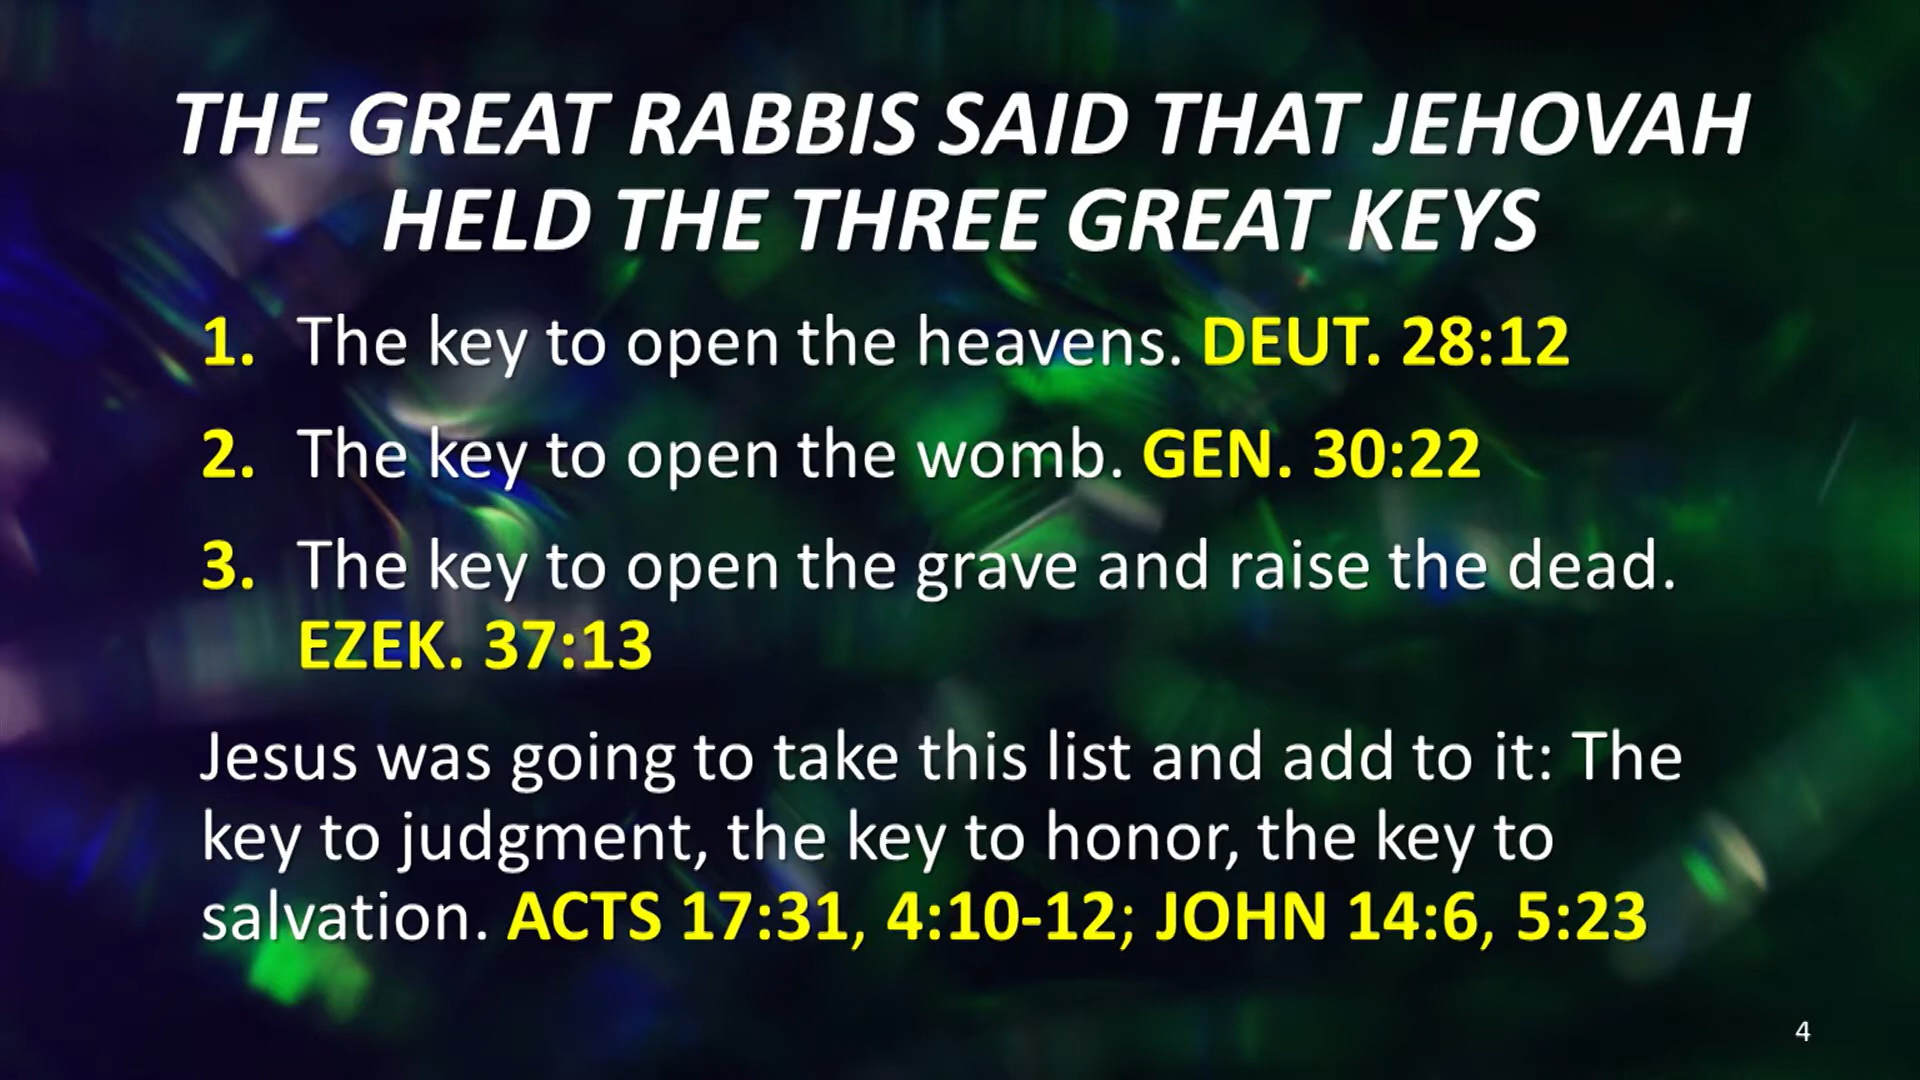 THE GREAT RABBIS SAID THAT JEHOVAH
HELD THE THREE GREAT KEYS
1. The key to open the heavens. DEUT. 28:12
2. The key to open the womb. GEN. 30:22
3. The key to open the grave and raise the dead.
EZEK. 37:13
Jesus was going to take this list and add to it: The
key to judgment, the key to honor, the key to
salvation. ACTS 17:31, 4:10-12; JOHN 14:6, 5:23
4